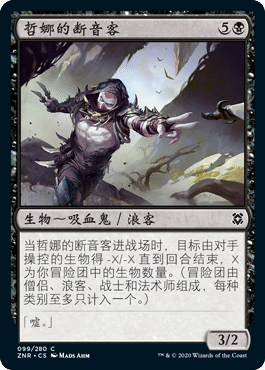 哲娜的断音客 5
生物～吸血鬼／浪客
当哲娜的断音客进战场时，目标由对手
操控的生物得 -X/-X 直到回合结束，X
为你冒险团中的生物数量。（冒险团由
僧侣、浪客、战士和法术师组成，每种
类别至多只计入一个。）
「嘘。」
3/2
099/280 C
ZNR • CS Mads Ahm
™ & © 2020 Wizards of the Coast